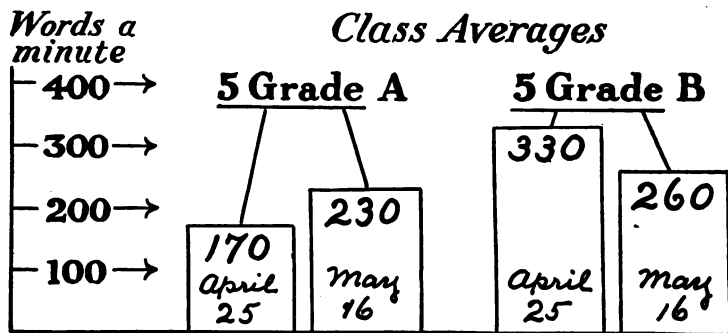 Words a
minute
Class Averages
400
5 Grade A
5 Grade B
300
200
100
170
April
25
230
May
16
330
April
25
260
May
16